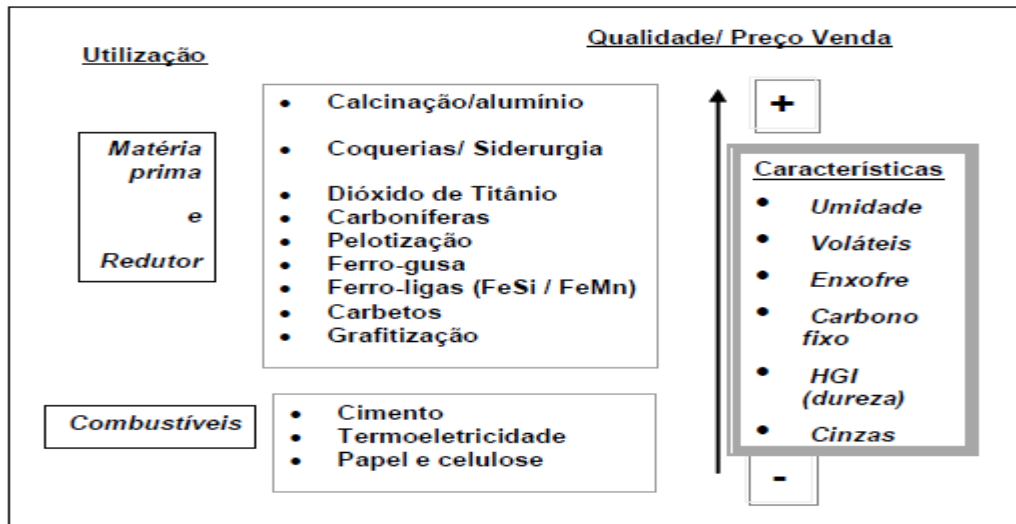 Utilização
Qualidade/ Preço Venda
Matéria
prima
e
Redutor
• Calcinação/alumínio
• Coquerias/ Siderurgia
• Dióxido de Titânio
• Carboníferas
• Pelotização
• Ferro-gusa
• Ferro-ligas (FeSi / FeMn)
• Carbetos
• Grafitização
Combustíveis
• Cimento
• Termoeletricidade
• Papel e celulose
+
Características
• Umidade
• Voláteis
• Enxofre
• Carbono
fixo
• HGI
(dureza)
• Cinzas
-